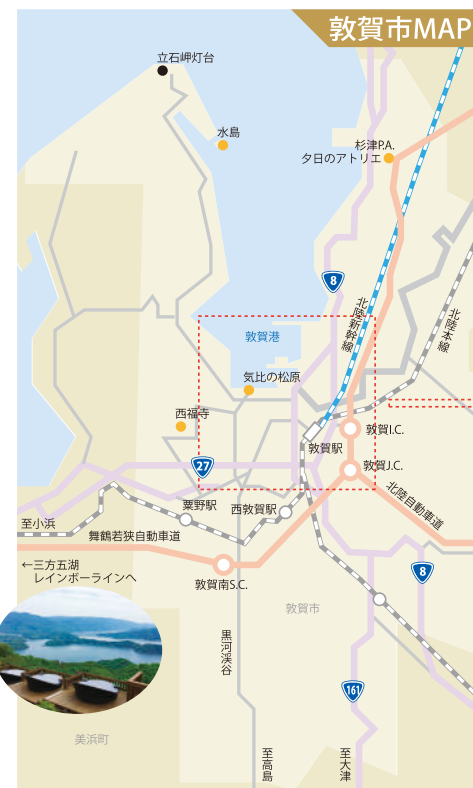 敦賀市MAP
立石岬灯台
水島
杉津P.A.
夕日のアトリエ
8
北陸新幹線
北陸本線
敦賀港
気比の松原
西福寺
敦賀I.C.
敦賀駅
27
敦賀J.C.
北陸自動車道
粟野駅
西敦賀駅
至小浜
舞鶴若狭自動車道
←三方五湖
レインボーラインへ
敦賀南S.C.
8
敦賀市
黒河渓谷
161
美浜町
至高島
至大津